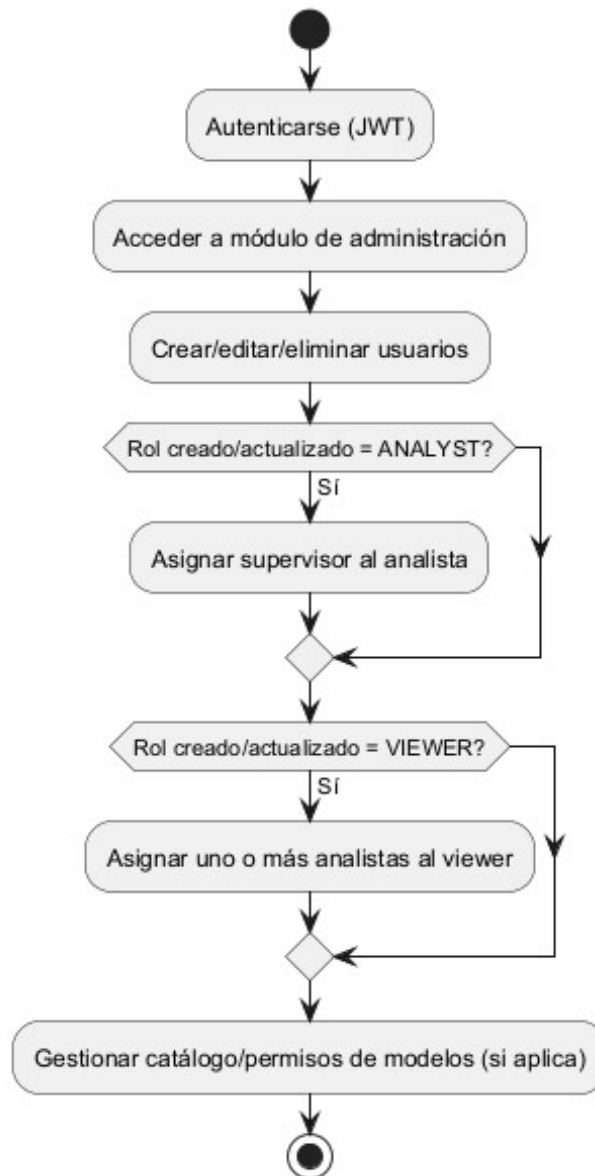 Autenticarse (JWT)
Acceder a módulo de administración
Crear/editar/eliminar usuarios
Rol creado/actualizado = ANALYST?
Sí
Asignar supervisor al analista
Rol creado/actualizado = VIEWER?
Sí
Asignar uno o más analistas al viewer
Gestionar catálogo/permisos de modelos (si aplica)